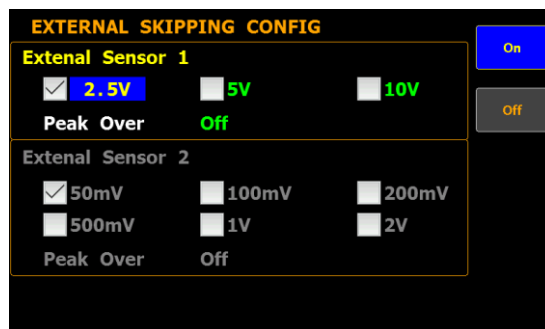 EXTERNAL SKIPPING CONFIG
Extenal Sensor 1
2.5V 5V 10V
Peak Over Off
Extenal Sensor 2
50mV 100mV 200mV
500mV 1V 2V
Peak Over Off
On
Off